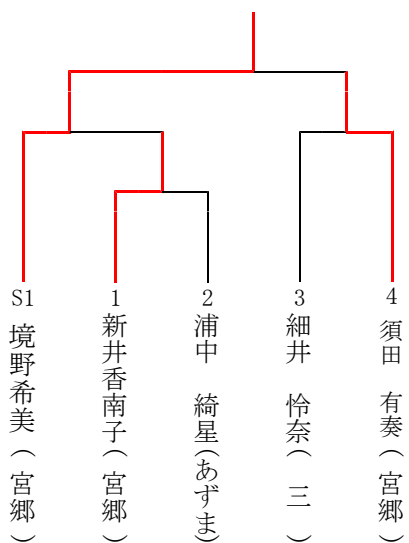 S1
境野希美（宮郷）
1
新井香南子（宮郷）
2
浦中　綺星（あずま）
3
細井　怜奈（　三　）
4
須田　有奏（宮郷）